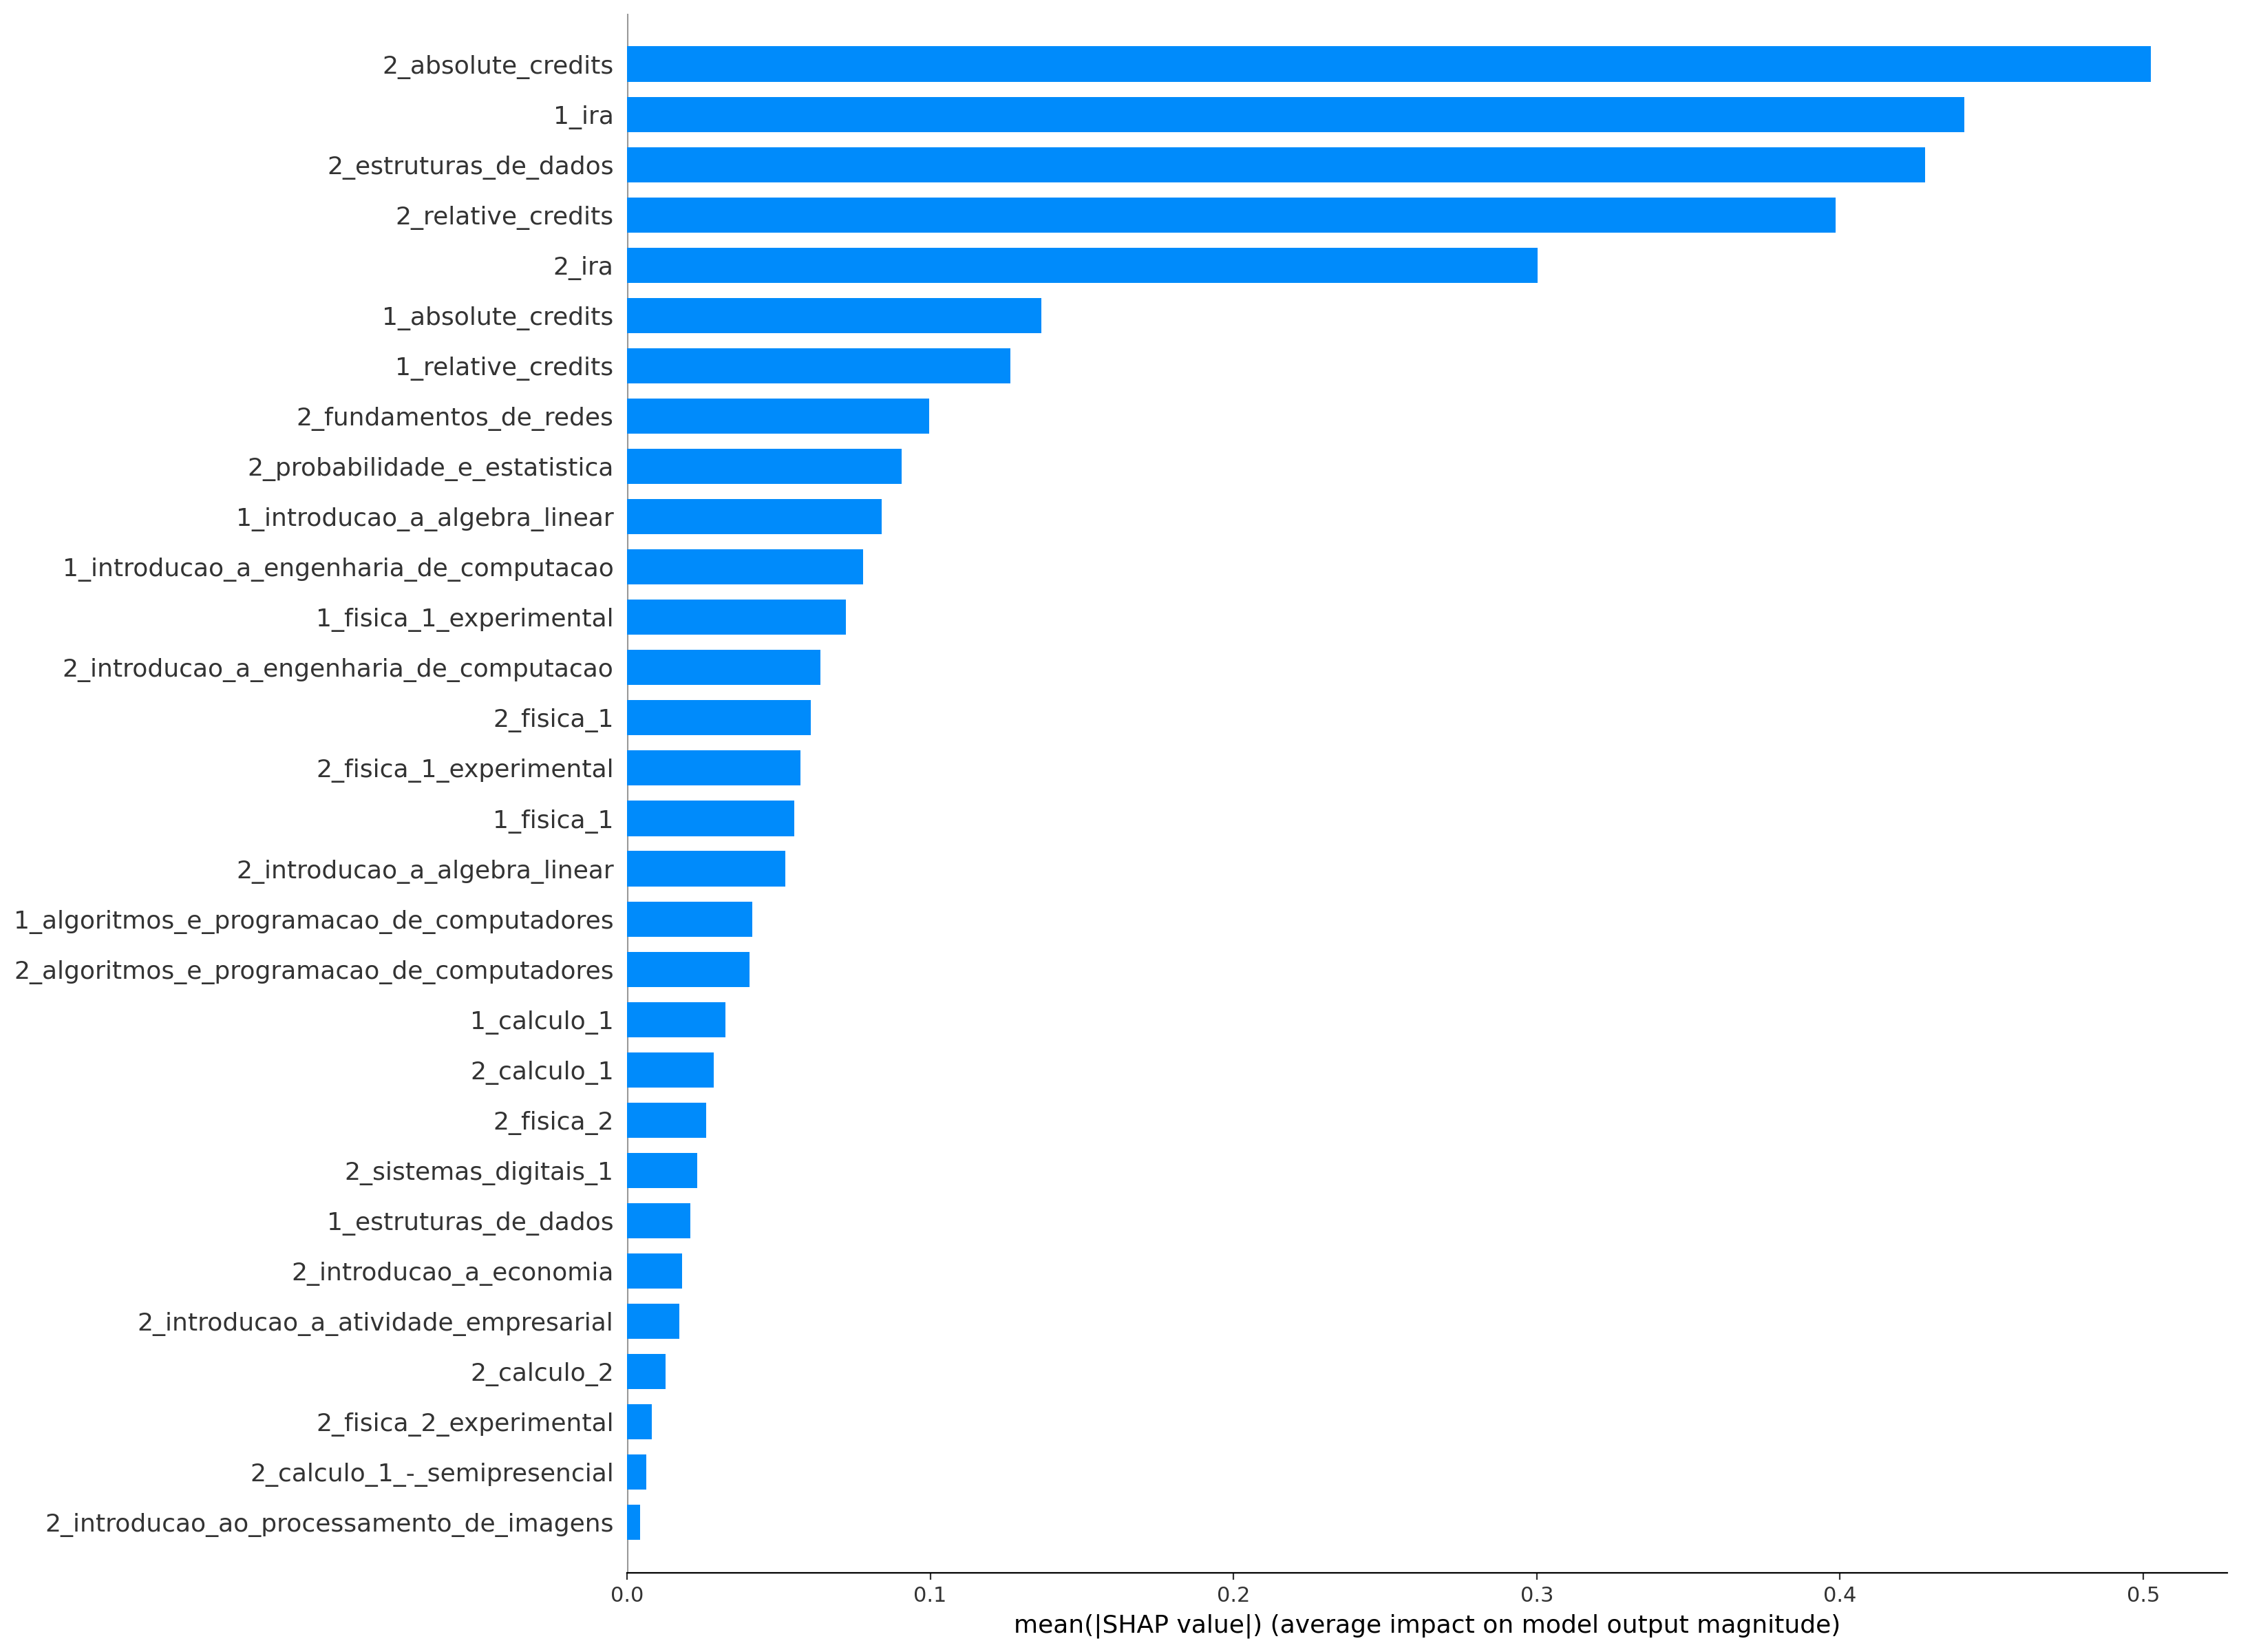 2_absolute_credits
1_ira
2_estruturas_de_dados
2_relative_credits
2_ira
1_absolute_credits
1_relative_credits
2_fundamentos_de_redes
2_probabilidade_e_estatistica
1_introducao_a_algebra_linear
1_introducao_a_engenharia_de_computacao
1_fisica_1_experimental
2_introducao_a_engenharia_de_computacao
2_fisica_1
2_fisica_1_experimental
1_fisica_1
2_introducao_a_algebra_linear
1_algoritmos_e_programacao_de_computadores
2_algoritmos_e_programacao_de_computadores
1_calculo_1
2_calculo_1
2_fisica_2
2_sistemas_digitais_1
1_estruturas_de_dados
2_introducao_a_economia
2_introducao_a_atividade_empresarial
2_calculo_2
2_fisica_2_experimental
2_calculo_1_-_semipresencial
2_introducao_ao_processamento_de_imagens
0.0 0.1 0.2 0.3 0.4 0.5
mean(|SHAP value|) (average impact on model output magnitude)